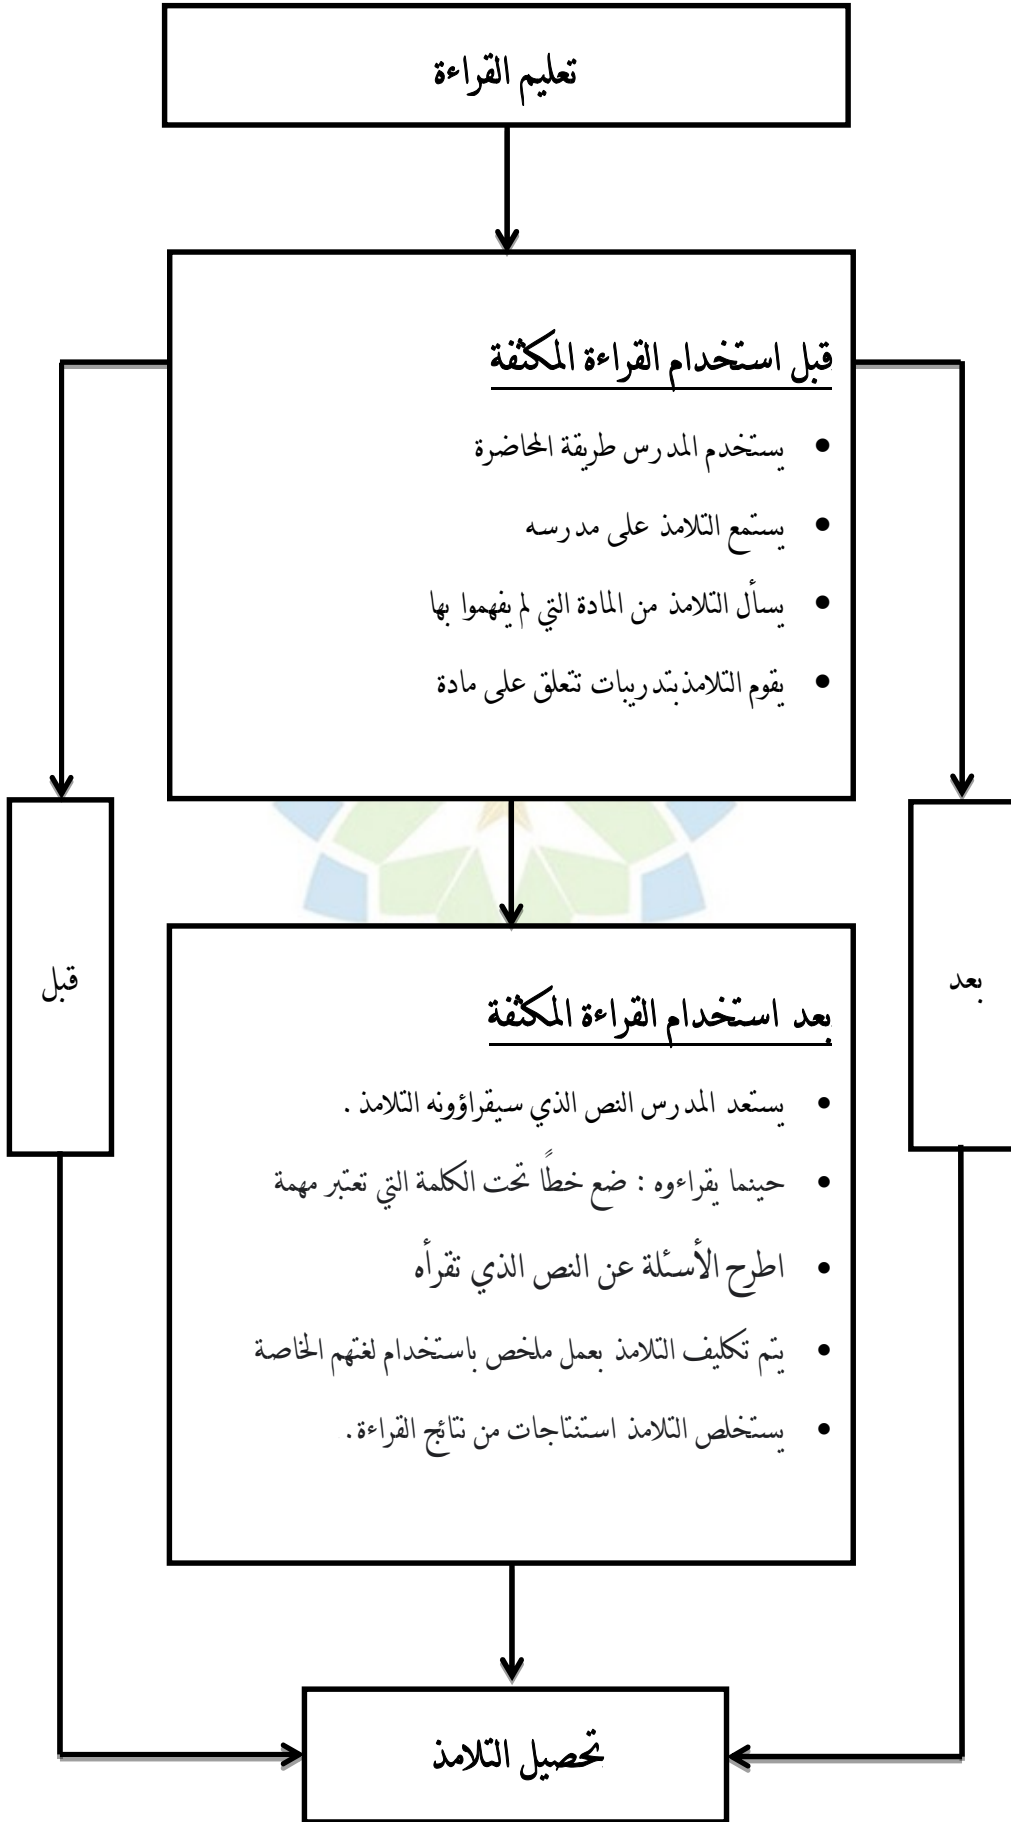 تعليم القراءة
قبل استخدام القراءة المكثفة
• يستخدم المدرس طريقة المحاضرة
• يستمع التلامذ على مدرسه
• يسأل التلامذ من المادة التي لم يفهموا بها
• يقوم التلامذبتدريبات تتعلق على مادة
بعد
قبل
بعد استخدام القراءة المكثفة
• يستعد المدرس النص الذي سيقراؤونه التلامذ .
• حينما يقراءوه : ضع خطًا تحت الكلمة التي تعتبر مهمة
• اطرح الأسئلة عن النص الذي تقرأه
• يتم تكليف التلامذ بعمل ملخص باستخدام لغتهم الخاصة
• يستخلص التلامذ استنتاجات من نتائج القراءة.
تحصيل التلامذ